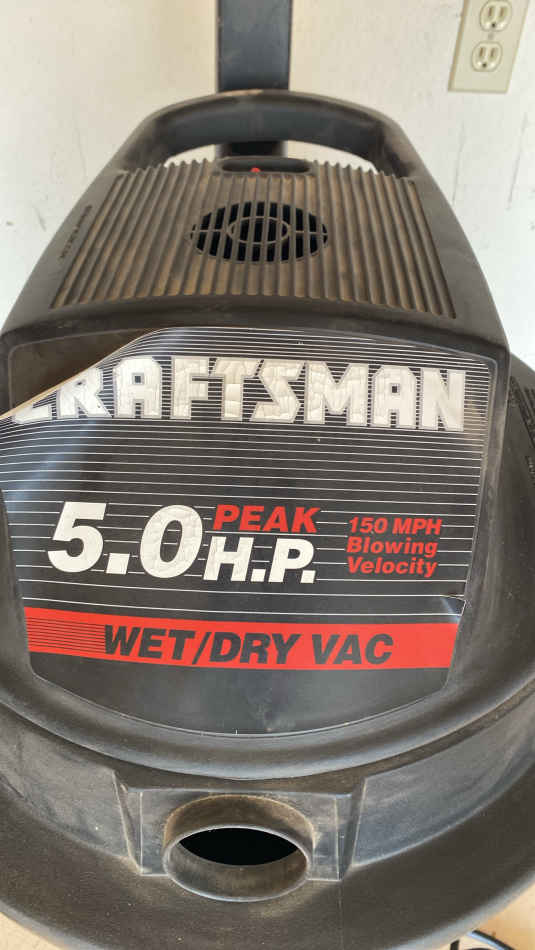 CRAFTSMAN
5.0 PEAK H.P.
150 MPH
Blowing
Velocity
WET/DRY VAC